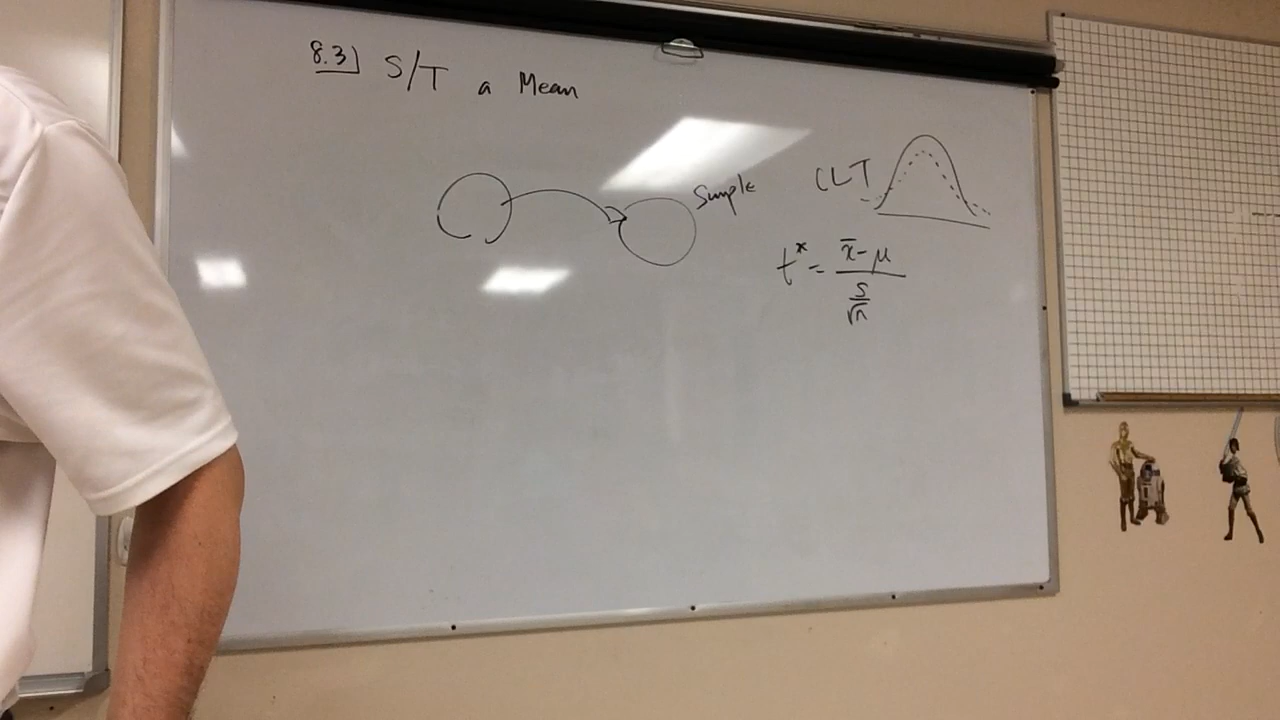 8.3) S/T a Mean
Sample
CLT
t* = x̄-μ / s/√n